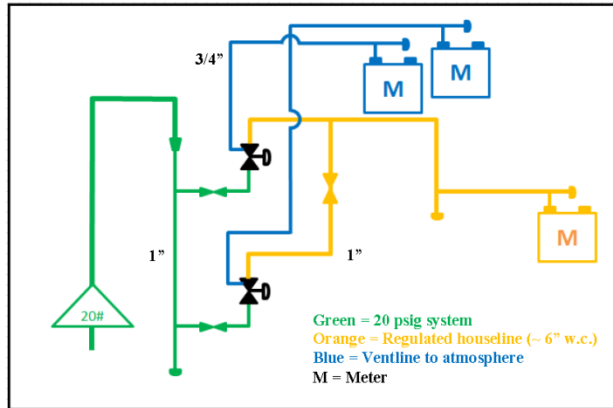 3/4”
M
M
1”
1”
M
20#
Green = 20 psig system
Orange = Regulated houseline (~ 6” w.c.)
Blue = Ventline to atmosphere
M = Meter